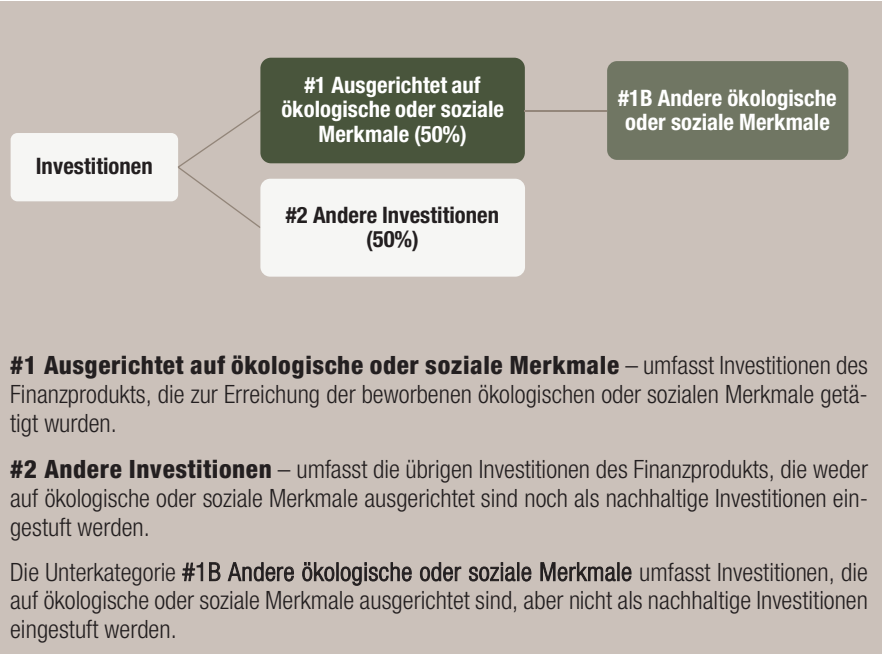 #1 Ausgerichtet auf
ökologische oder soziale
Merkmale (50%)
#1B Andere ökologische
oder soziale Merkmale
Investitionen
#2 Andere Investitionen
(50%)
#1 Ausgerichtet auf ökologische oder soziale Merkmale – umfasst Investitionen des
Finanzprodukts, die zur Erreichung der beworbenen ökologischen oder sozialen Merkmale getä-
tigt wurden.
#2 Andere Investitionen – umfasst die übrigen Investitionen des Finanzprodukts, die weder
auf ökologische oder soziale Merkmale ausgerichtet sind noch als nachhaltige Investitionen ein-
gestuft werden.
Die Unterkategorie #1B Andere ökologische oder soziale Merkmale umfasst Investitionen, die
auf ökologische oder soziale Merkmale ausgerichtet sind, aber nicht als nachhaltige Investitionen
eingestuft werden.